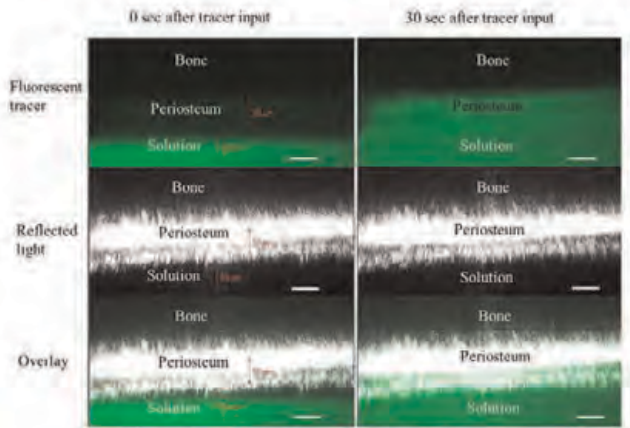 0 sec after tracer input
30 sec after tracer input
Fluorescent
tracer
Bone
Periosteum
Solution
Bone
Periosteum
Solution
Reflected
light
Bone
Periosteum
Solution
Bone
Periosteum
Solution
Overlay
Bone
Periosteum
Solution
Bone
Periosteum
Solution